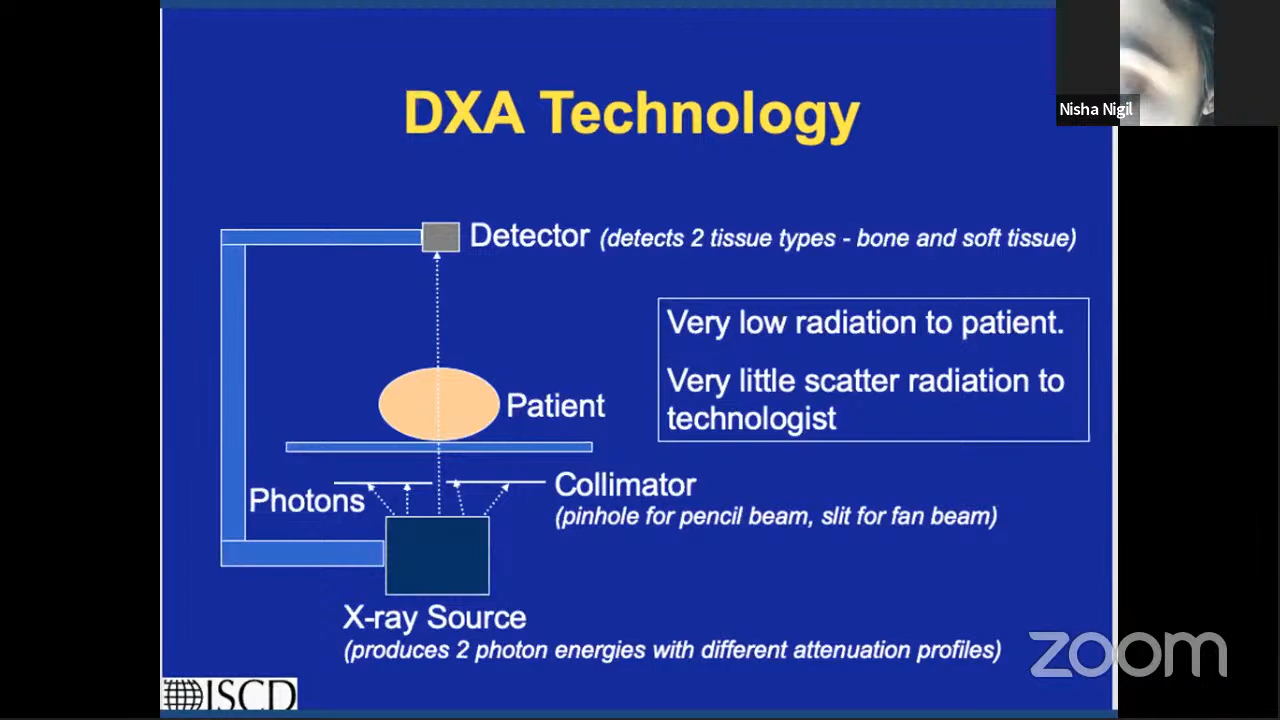 Nisha Nigil
DXA Technology
Detector (detects 2 tissue types - bone and soft tissue)
Very low radiation to patient.
Very little scatter radiation to
technologist
Patient
Photons
Collimator
(pinhole for pencil beam, slit for fan beam)
X-ray Source
(produces 2 photon energies with different attenuation profiles)
zoom
ISCD